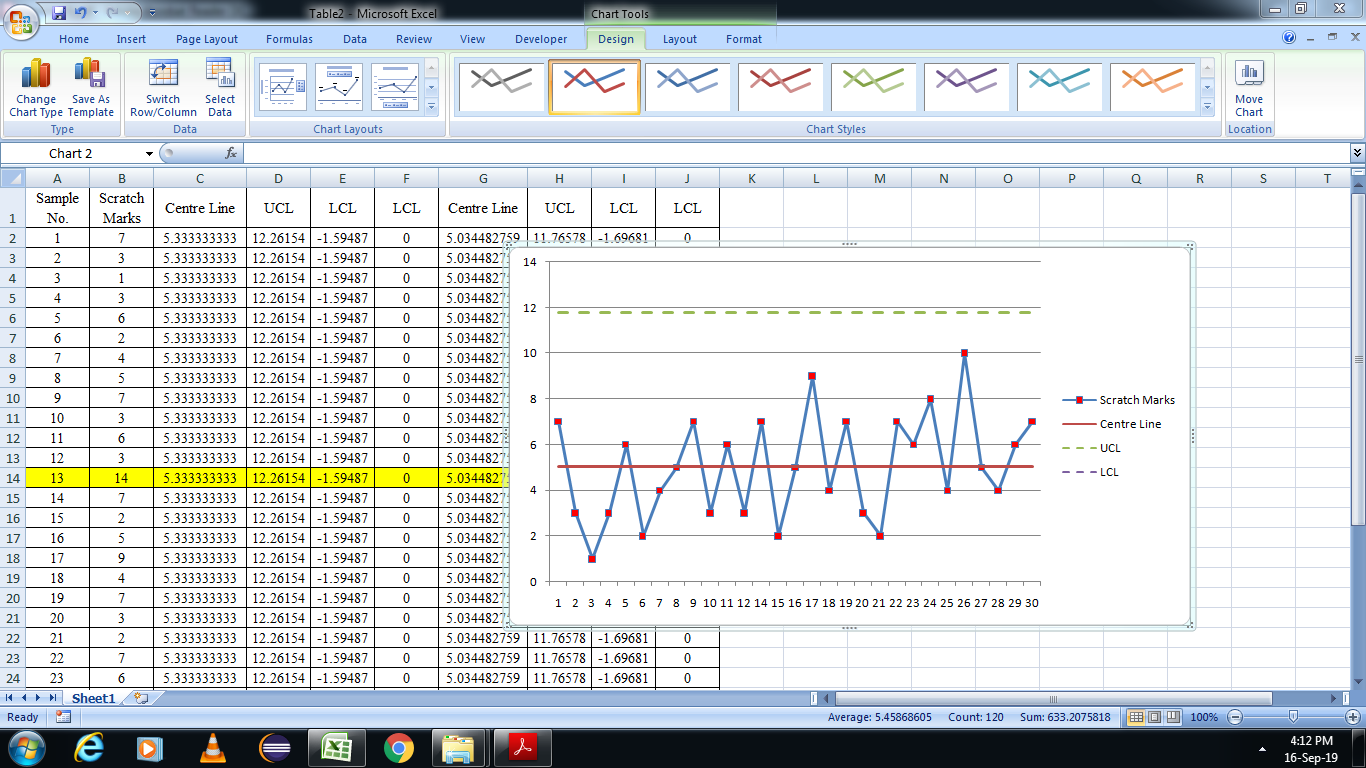 Table2 - Microsoft Excel
Chart Tools
Home Insert Page Layout Formulas Data Review View Developer Design Layout Format
Change Chart Type
Save As Template
Switch Row/Column
Select Data
Move Chart
Type Data Chart Layouts Chart Styles Location
Chart 2 fx
A B C D E F G H I J K L M N O P Q R S T
1 Sample No. Scratch Marks Centre Line UCL LCL LCL Centre Line UCL LCL LCL
2 1 7 5.333333333 12.26154 -1.59487 0 5.034482759 11.76578 -1.69681 0
3 2 3 5.333333333 12.26154 -1.59487 0 5.0344827
4 3 1 5.333333333 12.26154 -1.59487 0 5.0344827
5 4 3 5.333333333 12.26154 -1.59487 0 5.0344827
6 5 6 5.333333333 12.26154 -1.59487 0 5.0344827
7 6 2 5.333333333 12.26154 -1.59487 0 5.0344827
8 7 4 5.333333333 12.26154 -1.59487 0 5.0344827
9 8 5 5.333333333 12.26154 -1.59487 0 5.0344827
10 9 7 5.333333333 12.26154 -1.59487 0 5.0344827
11 10 3 5.333333333 12.26154 -1.59487 0 5.0344827
12 11 6 5.333333333 12.26154 -1.59487 0 5.0344827
13 12 3 5.333333333 12.26154 -1.59487 0 5.0344827
14 13 14 5.333333333 12.26154 -1.59487 0 5.0344827
15 14 7 5.333333333 12.26154 -1.59487 0 5.0344827
16 15 2 5.333333333 12.26154 -1.59487 0 5.0344827
17 16 5 5.333333333 12.26154 -1.59487 0 5.0344827
18 17 9 5.333333333 12.26154 -1.59487 0 5.0344827
19 18 4 5.333333333 12.26154 -1.59487 0 5.0344827
20 19 7 5.333333333 12.26154 -1.59487 0 5.0344827
21 20 3 5.333333333 12.26154 -1.59487 0 5.0344827
22 21 2 5.333333333 12.26154 -1.59487 0 5.034482759 11.76578 -1.69681 0
23 22 7 5.333333333 12.26154 -1.59487 0 5.034482759 11.76578 -1.69681 0
24 23 6 5.333333333 12.26154 -1.59487 0 5.034482759 11.76578 -1.69681 0
14
12
10
8
6
4
2
0
1 2 3 4 5 6 7 8 9 10 11 12 13 14 15 16 17 18 19 20 21 22 23 24 25 26 27 28 29 30
Scratch Marks
Centre Line
UCL
LCL
Sheet1
Ready Average: 5.45868605 Count: 120 Sum: 633.2075818 100%
4:12 PM
16-Sep-19